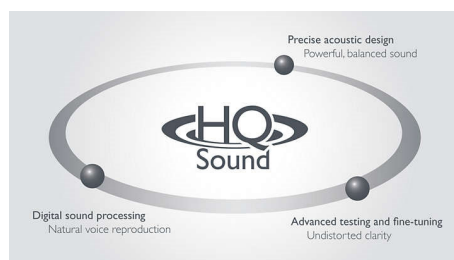 Precise acoustic design
Powerful, balanced sound
HQ
Sound
Digital sound processing
Natural voice reproduction
Advanced testing and fine-tuning
Undistorted clarity